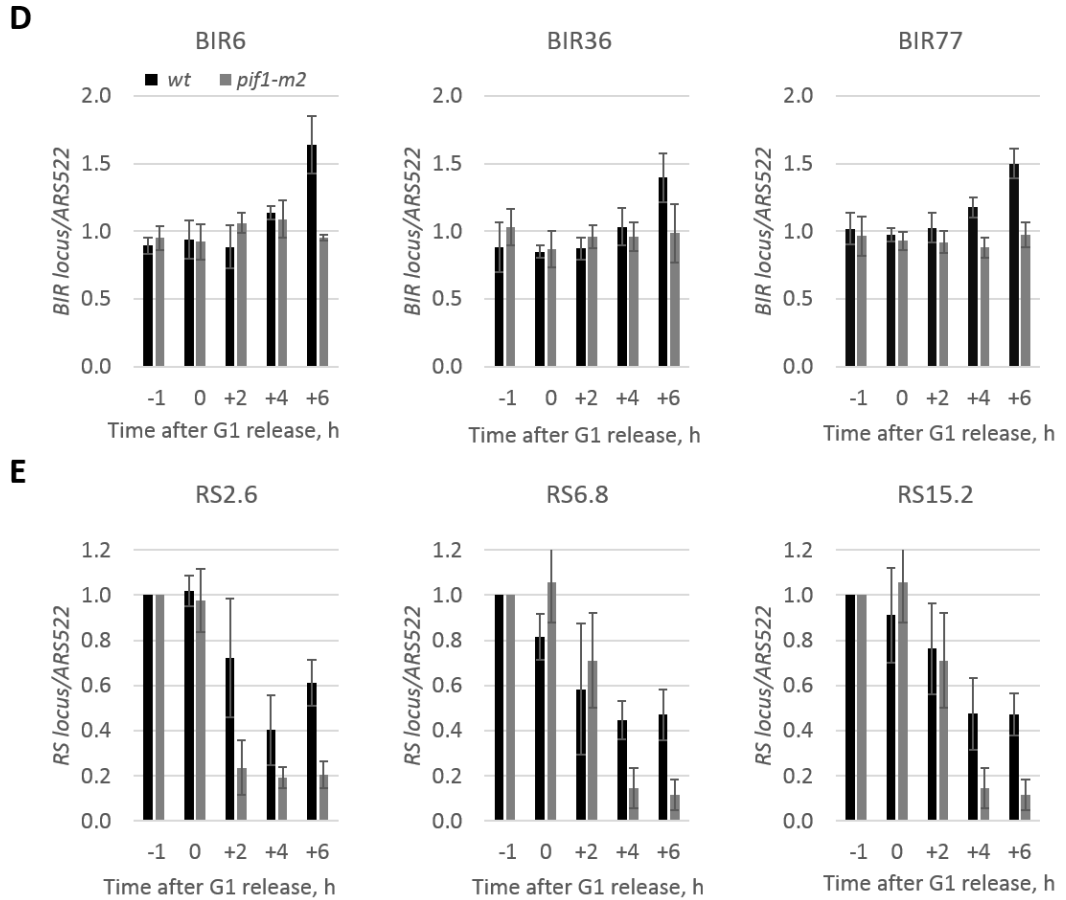 D
BIR6 BIR36 BIR77
wt pif1-m2
2.0 2.0 2.0
1.5 1.5 1.5
1.0 1.0 1.0
0.5 0.5 0.5
0.0 0.0 0.0
BIR locus/ARS522 BIR locus/ARS522 BIR locus/ARS522
-1 0 +2 +4 +6 -1 0 +2 +4 +6 -1 0 +2 +4 +6
Time after G1 release, h Time after G1 release, h Time after G1 release, h
E
RS2.6 RS6.8 RS15.2
1.2 1.2 1.2
1.0 1.0 1.0
0.8 0.8 0.8
0.6 0.6 0.6
0.4 0.4 0.4
0.2 0.2 0.2
0.0 0.0 0.0
RS locus/ARS522 RS locus/ARS522 RS locus/ARS522
-1 0 +2 +4 +6 -1 0 +2 +4 +6 -1 0 +2 +4 +6
Time after G1 release, h Time after G1 release, h Time after G1 release, h